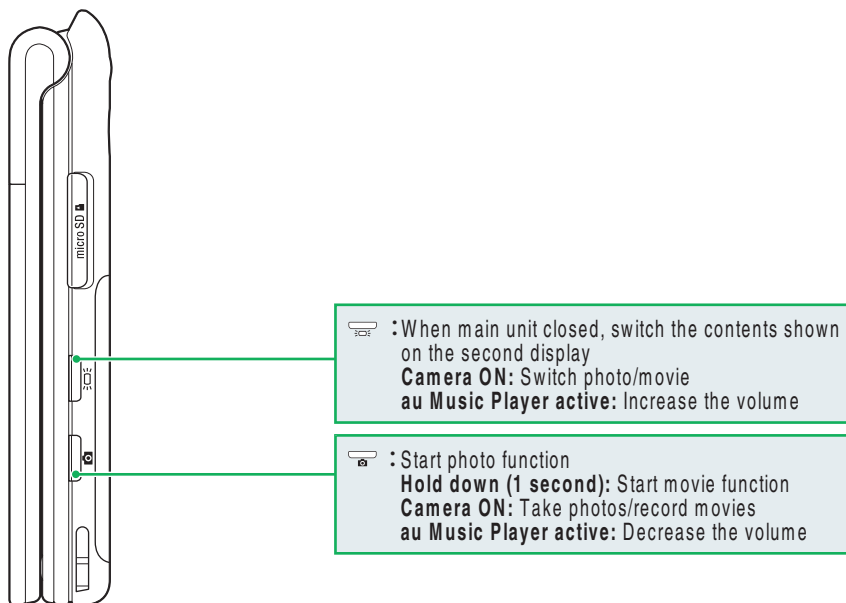 micro SD
:When main unit closed, switch the contents shown
on the second display
Camera ON: Switch photo/movie
au Music Player active: Increase the volume
:Start photo function
Hold down (1 second): Start movie function
Camera ON: Take photos/record movies
au Music Player active: Decrease the volume